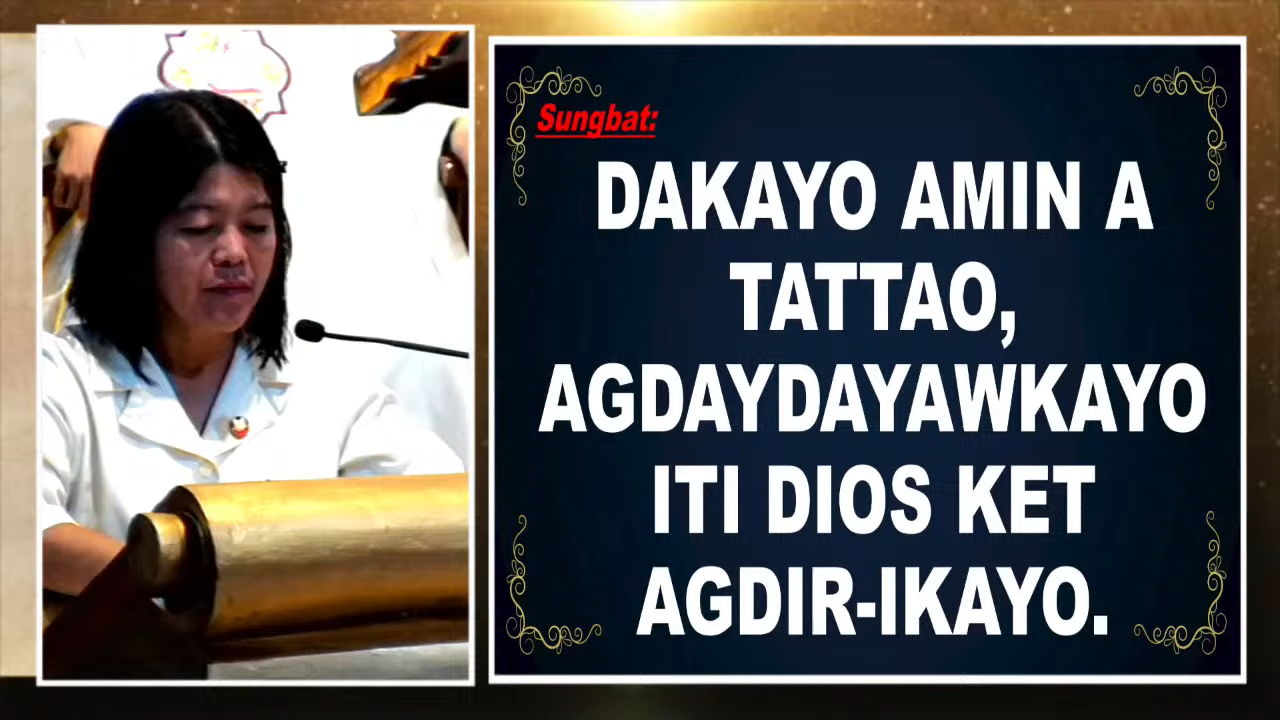 Sungbat:
DAKAYO AMIN A
TATTAO,
AGDAYDAYAWKAYO
ITI DIOS KET
AGDIR-IKAYO.